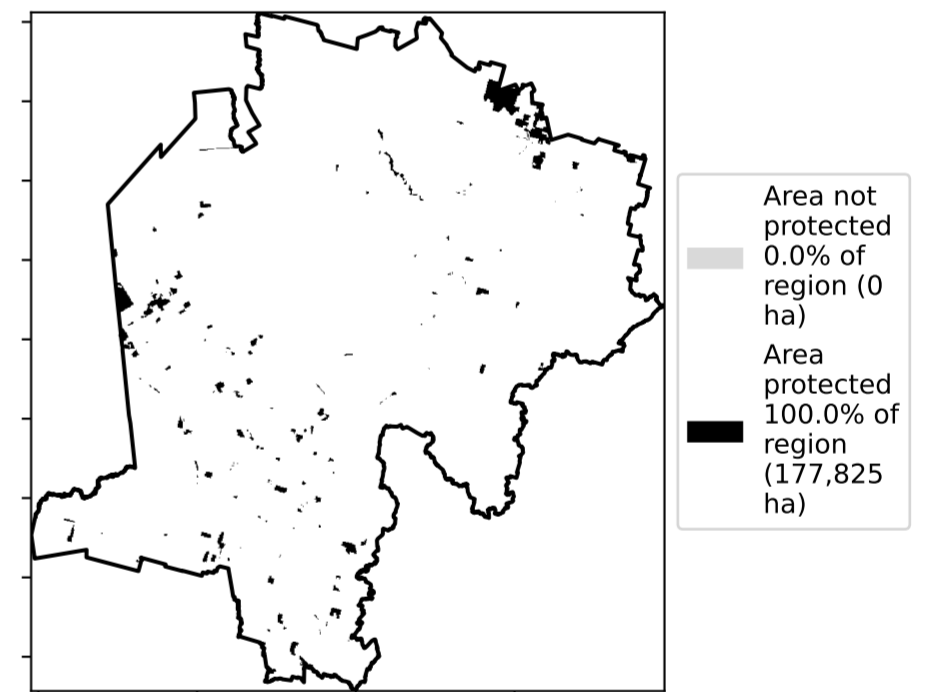 Area not
protected
0.0% of
region (0
ha)
Area
protected
100.0% of
region
(177,825
ha)